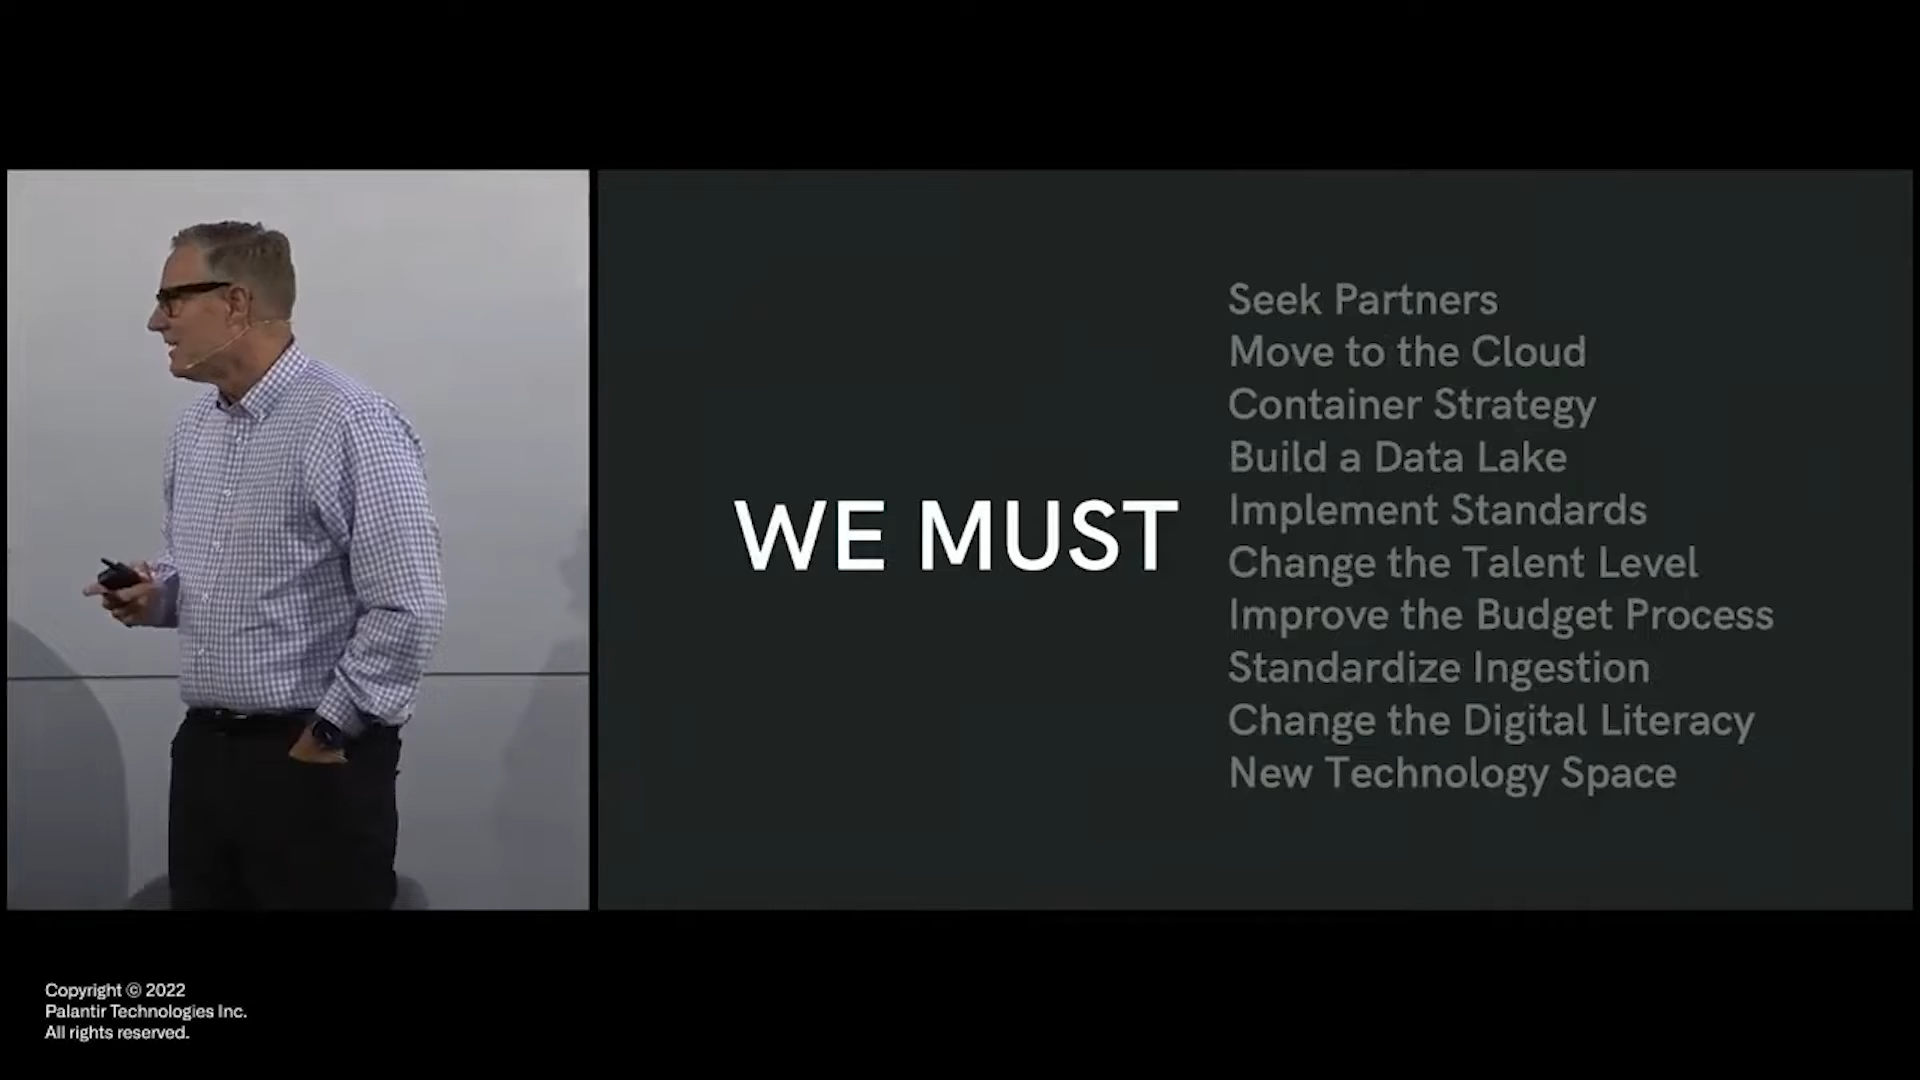 WE MUST
Seek Partners
Move to the Cloud
Container Strategy
Build a Data Lake
Implement Standards
Change the Talent Level
Improve the Budget Process
Standardize Ingestion
Change the Digital Literacy
New Technology Space
Copyright © 2022
Palantir Technologies Inc.
All rights reserved.